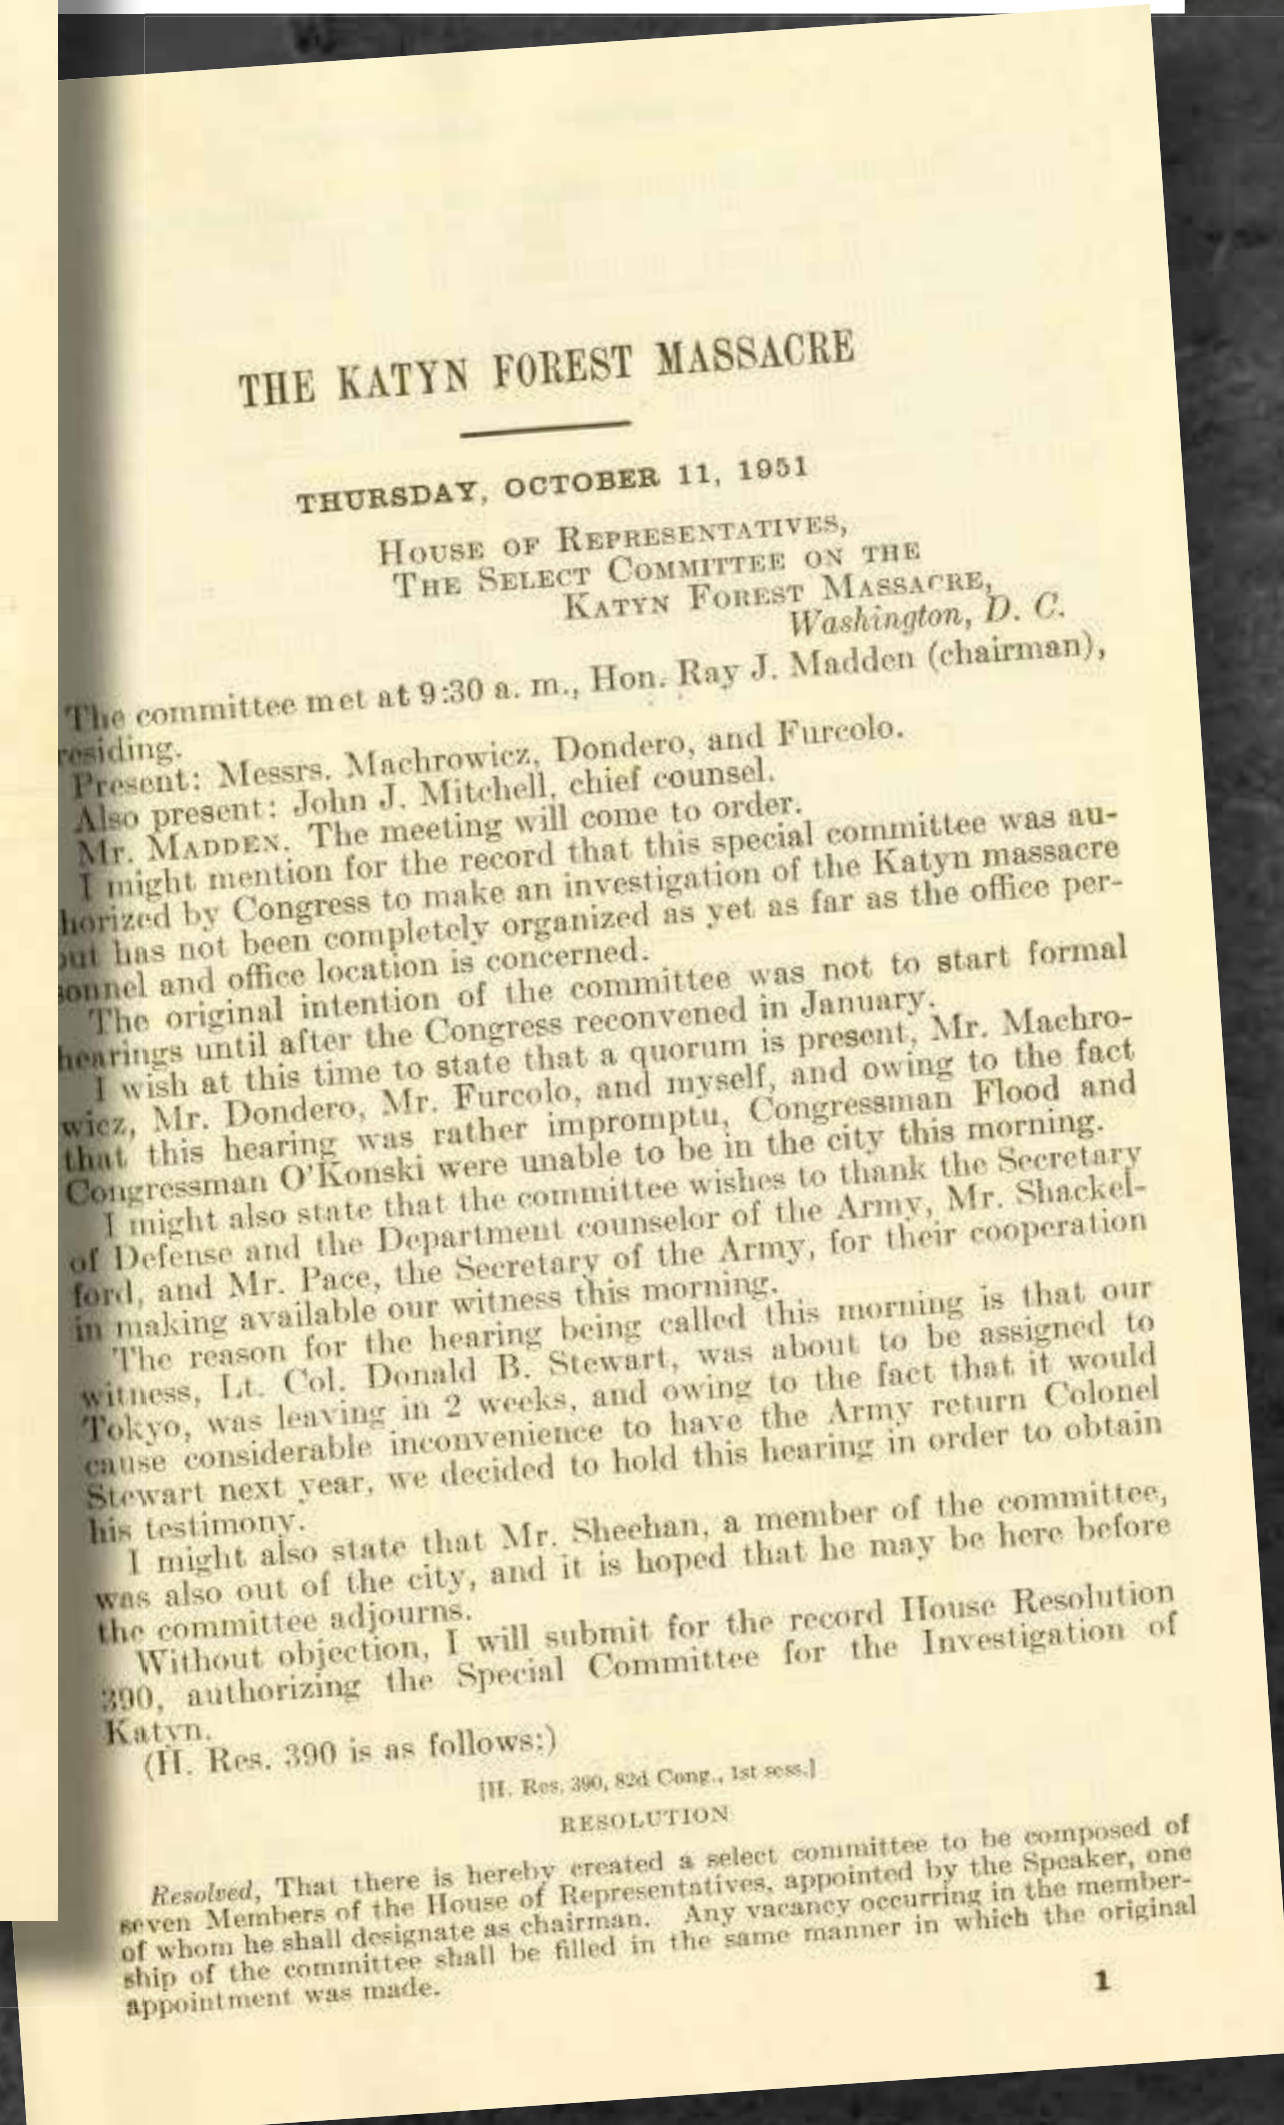 THE KATYN FOREST MASSACRE
THURSDAY, OCTOBER 11, 1951
HOUSE OF REPRESENTATIVES,
THE SELECT COMMITTEE ON THE
KATYN FOREST MASSACRE,
Washington, D. C.
The committee met at 9:30 a. m., Hon. Ray J. Madden (chairman),
residing.
Present: Messrs. Machrowicz, Dondero, and Furcolo.
Also present: John J. Mitchell, chief counsel.
Mr. MADDEN. The meeting will come to order.
I might mention for the record that this special committee was au-
horized by Congress to make an investigation of the Katyn massacre
out has not been completely organized as yet as far as the office per-
sonnel and office location is concerned.
The original intention of the committee was not to start formal
hearings until after the Congress reconvened in January.
I wish at this time to state that a quorum is present, Mr. Machro-
wicz, Mr. Dondero, Mr. Furcolo, and myself, and owing to the fact
that this hearing was rather impromptu, Congressman Flood and
Congressman O'Konski were unable to be in the city this morning.
I might also state that the committee wishes to thank the Secretary
of Defense and the Department counselor of the Army, Mr. Shackel-
ford, and Mr. Pace, the Secretary of the Army, for their cooperation
in making available our witness this morning.
The reason for the hearing being called this morning is that our
witness, Lt. Col. Donald B. Stewart, was about to be assigned to
Tokyo, was leaving in 2 weeks, and owing to the fact that it would
cause considerable inconvenience to have the Army return Colonel
Stewart next year, we decided to hold this hearing in order to obtain
his testimony.
I might also state that Mr. Sheehan, a member of the committee,
was also out of the city, and it is hoped that he may be here before
the committee adjourns.
Without objection, I will submit for the record House Resolution
390, authorizing the Special Committee for the Investigation of
Katyn.
(H. Res. 390 is as follows:)
[H. Res. 390, 82d Cong., 1st sess.]
RESOLUTION
Resolved, That there is hereby created a select committee to be composed of
seven Members of the House of Representatives, appointed by the Speaker, one
of whom he shall designate as chairman. Any vacancy occurring in the member-
ship of the committee shall be filled in the same manner in which the original
appointment was made.
1